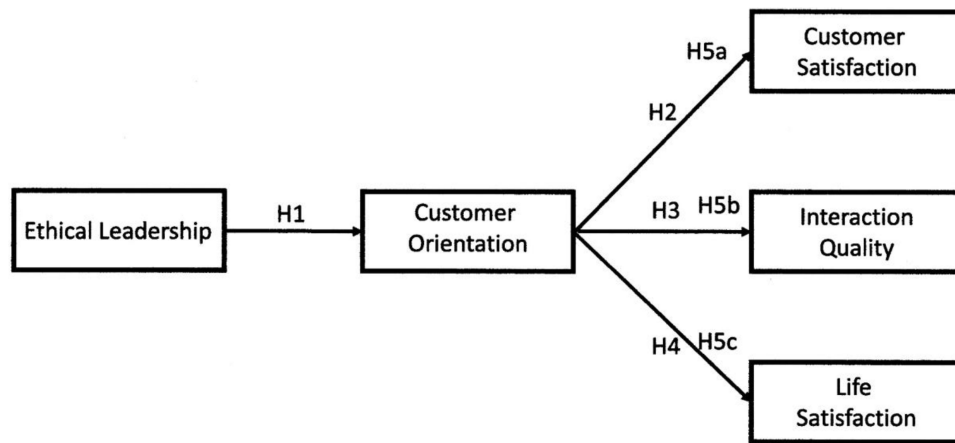 Customer
Satisfaction
H5a
H2
Ethical Leadership
H1
Customer
Orientation
H3
H5b
Interaction
Quality
H4
H5c
Life
Satisfaction